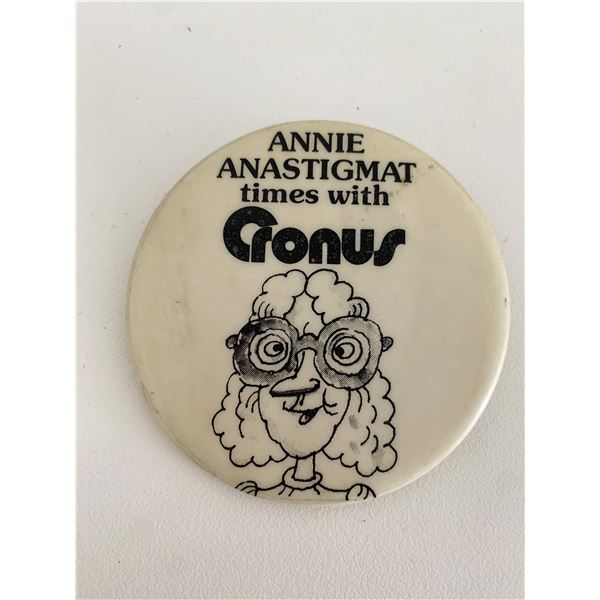 ANNIE
ANASTIGMAT
times with
Cronus